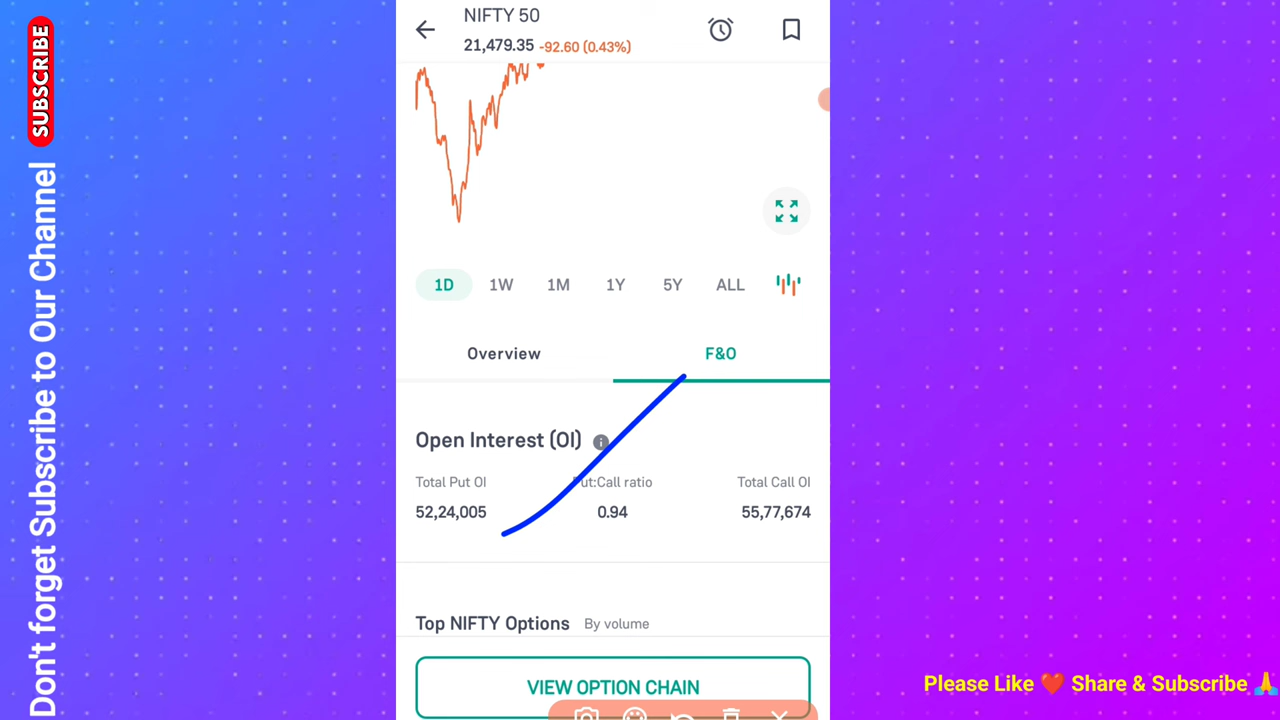 SUBSCRIBE
Don't forget Subscribe to Our Channel
NIFTY 50
21,479.35 -92.60 (0.43%)
1D 1W 1M 1Y 5Y ALL
Overview F&O
Open Interest (OI)
Total Put OI Put:Call ratio Total Call OI
52,24,005 0.94 55,77,674
Top NIFTY Options By volume
VIEW OPTION CHAIN
Please Like ❤️ Share & Subscribe 🙏